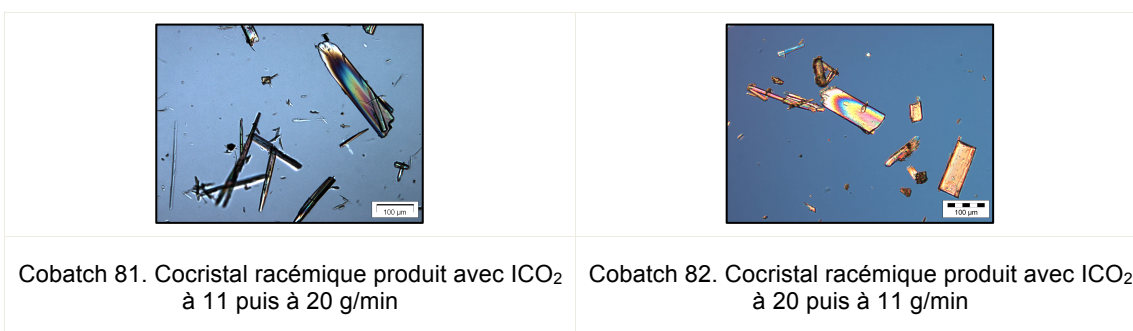 100 µm
100 µm
Cobatch 81. Cocristal racémique produit avec ICO₂
à 11 puis à 20 g/min
Cobatch 82. Cocristal racémique produit avec ICO₂
à 20 puis à 11 g/min